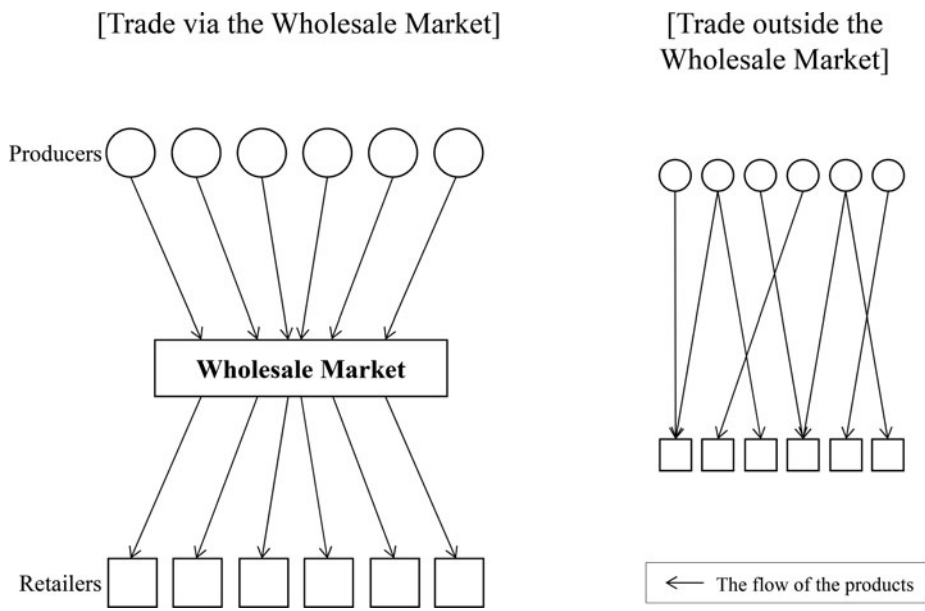 [Trade via the Wholesale Market]
[Trade outside the
Wholesale Market]
Producers
Wholesale Market
Retailers
The flow of the products